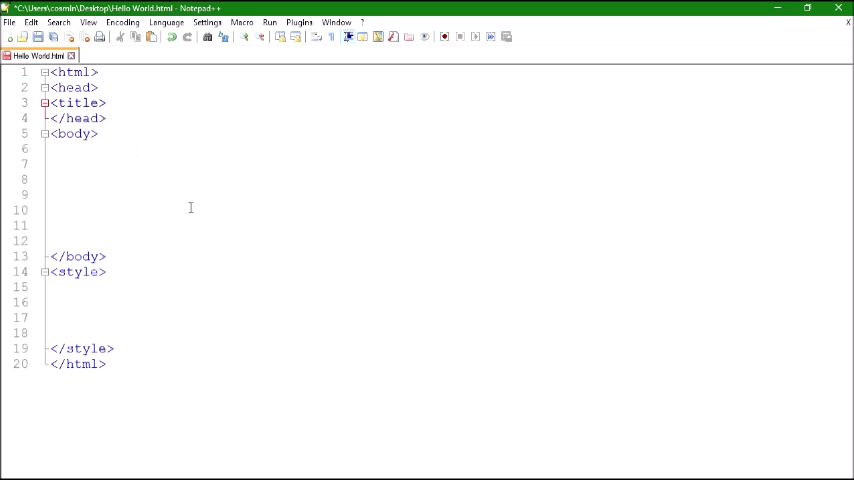 *C:\Users\cosmin\Desktop\Hello World.html - Notepad++
File Edit Search View Encoding Language Settings Macro Run Plugins Window ?
X
Hello World.html
1 <html>
2 <head>
3 <title>
4 </head>
5 <body>
6
7
8
9
10
11
12
13 </body>
14 <style>
15
16
17
18
19 </style>
20 </html>